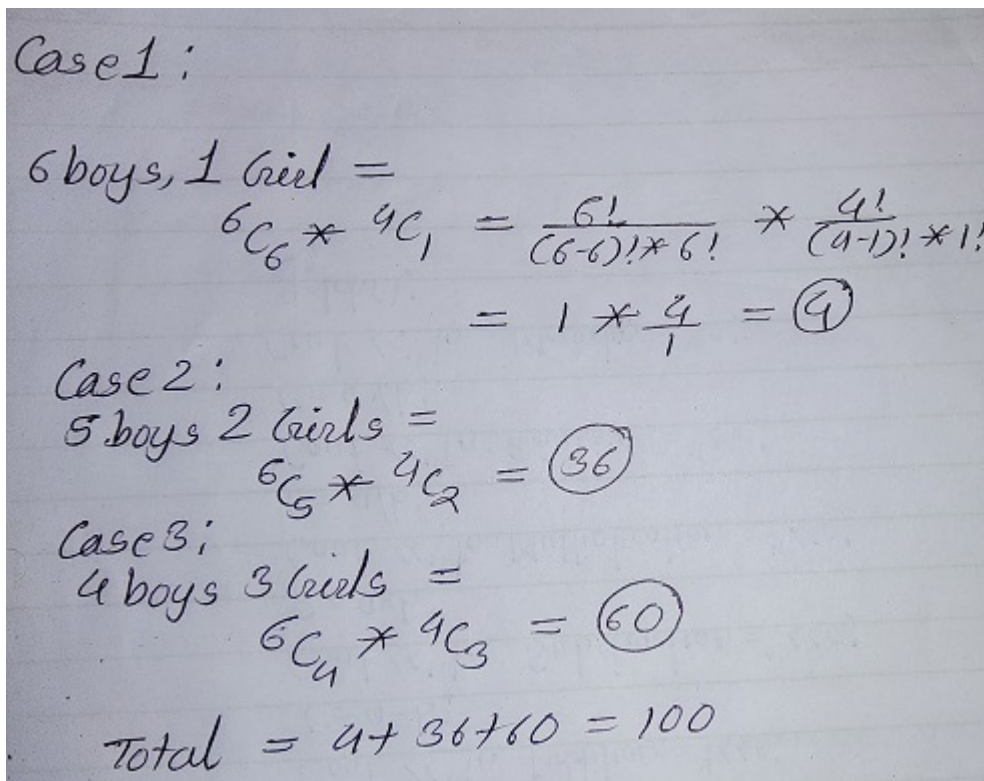 Case1:
6 boys, 1 Girl =
⁶C₆ * ⁴C₁ = 6!/((6-6)!*6!) * 4!/((4-1)!*1!)
= 1 * 4/1 = 4
Case 2:
5 boys 2 Girls =
⁶C₅ * ⁴C₂ = 36
Case3;
4 boys 3 Girls =
⁶C₄ * ⁴C₃ = 60
Total = 4+ 36+60 = 100